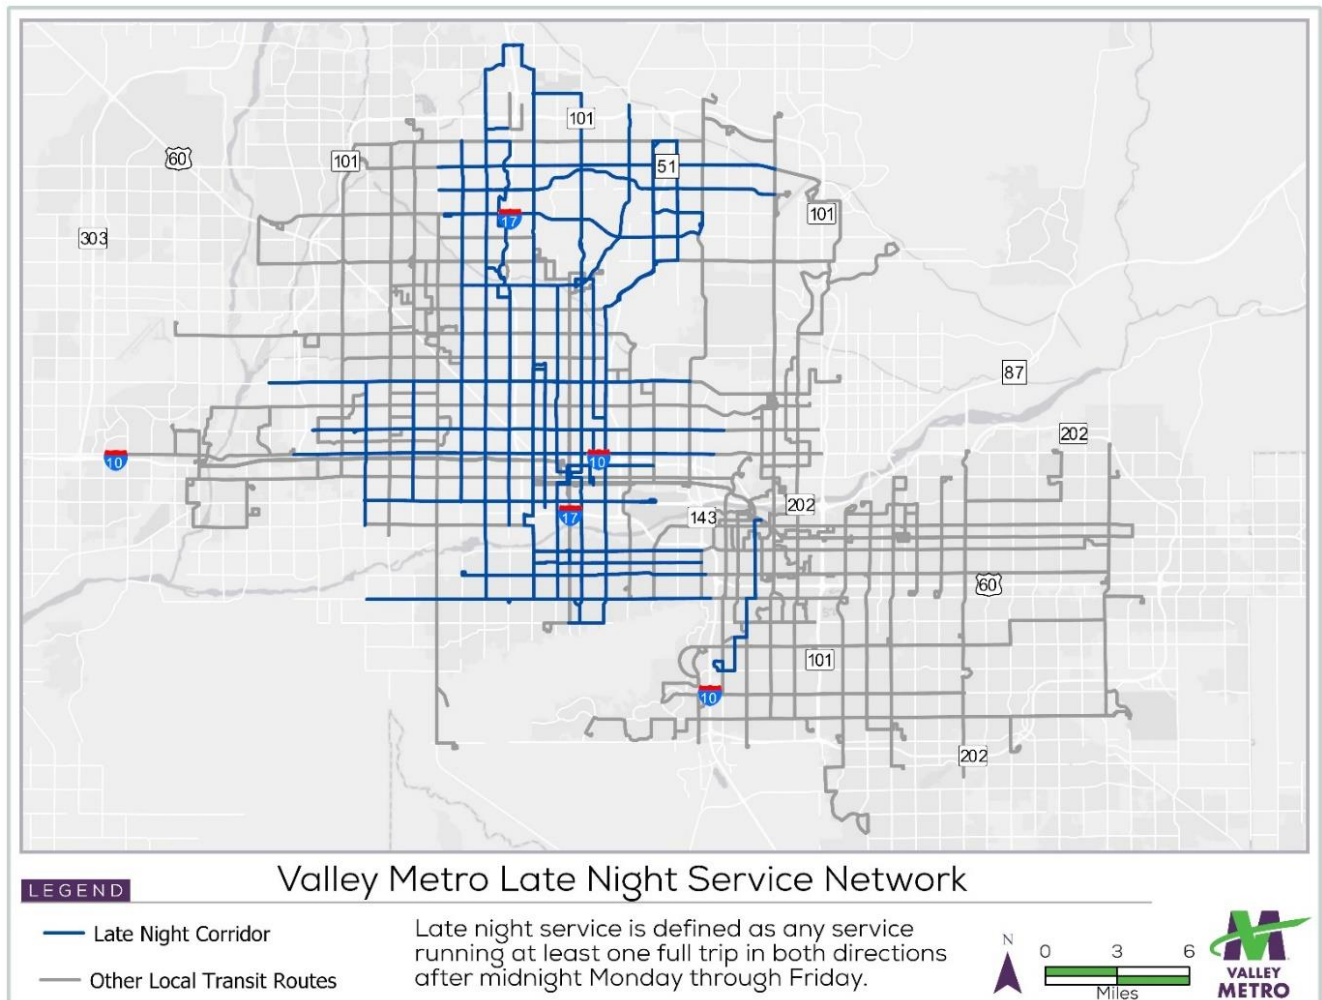 101
60
101
51
17
101
303
87
202
10
10
202
17
143
60
101
10
202
Valley Metro Late Night Service Network
LEGEND
Late Night Corridor
Other Local Transit Routes
Late night service is defined as any service
running at least one full trip in both directions
after midnight Monday through Friday.
N
0 3 6
Miles
VALLEY
METRO